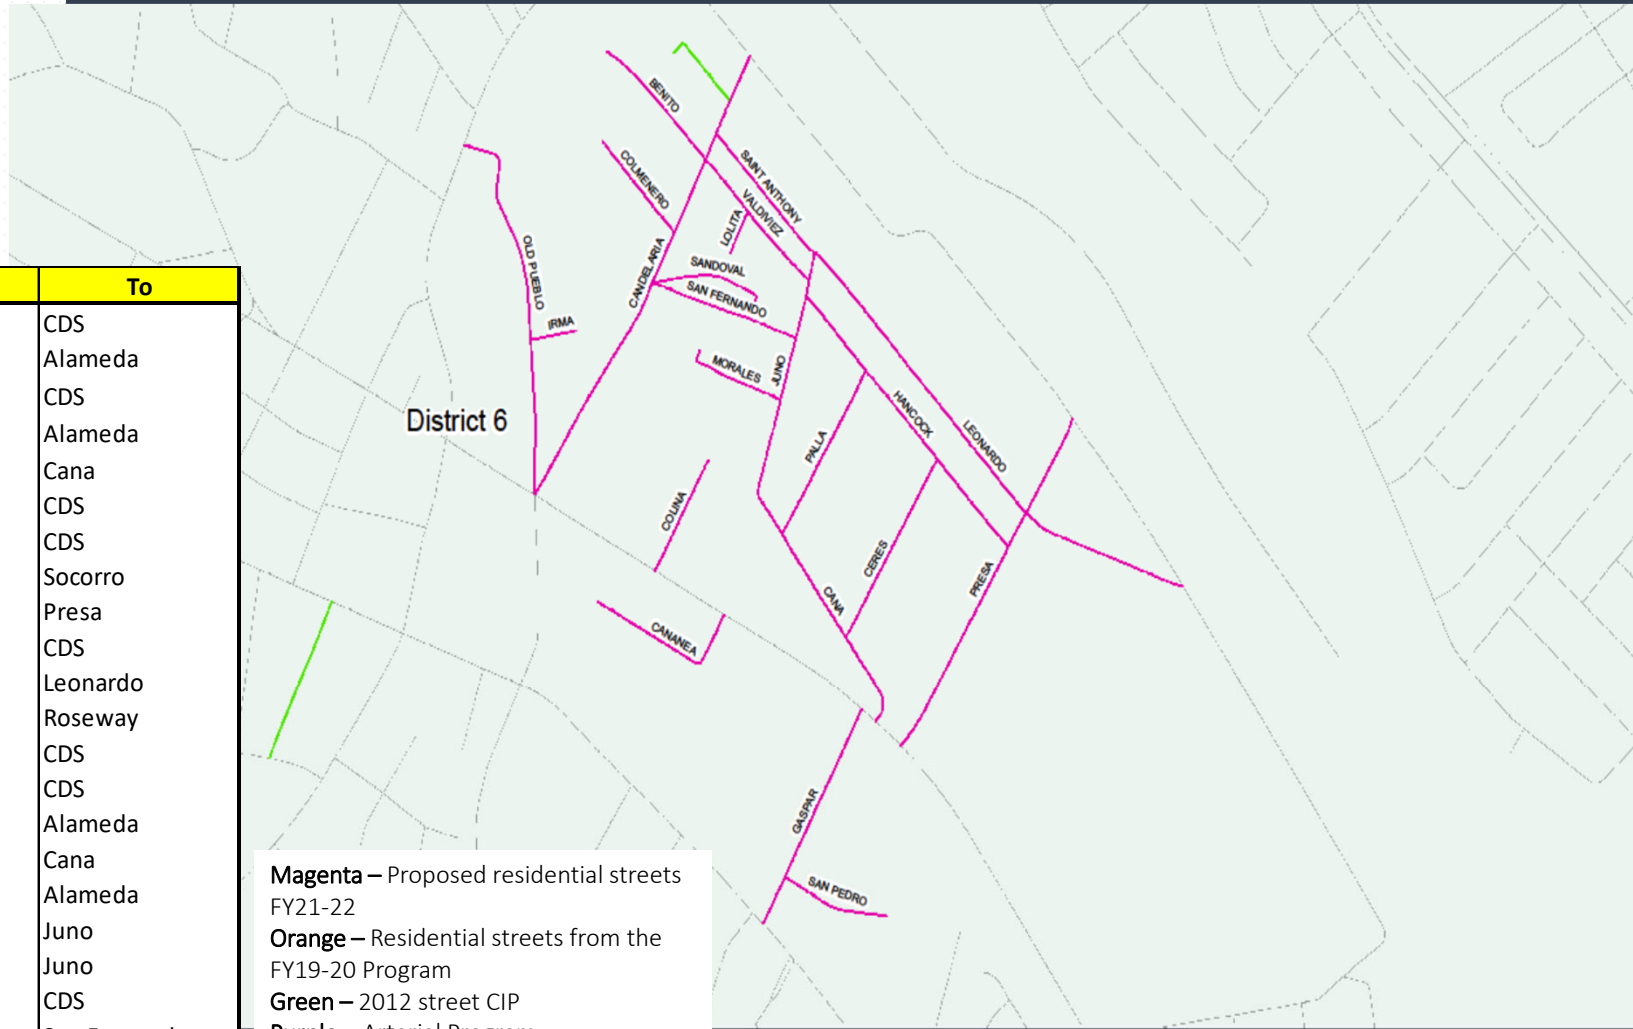 BENITO
SAINT ANTHONY
COLMENERO
VALDIVIEZ
LOLITA
OLD PUEBLO
CANDELARIA
SANDOVAL
SAN FERNANDO
IRMA
MORALES
JUNO
HANCOCK
LEONARDO
PALLA
District 6
COLINA
CERES
PRESA
CANA
CANANEA
GASPAR
SAN PEDRO
To
CDS
Alameda
CDS
Alameda
Cana
CDS
CDS
Socorro
Presa
CDS
Leonardo
Roseway
CDS
CDS
Alameda
Cana
Alameda
Juno
Juno
CDS
Magenta – Proposed residential streets
FY21-22
Orange – Residential streets from the
FY19-20 Program
Green – 2012 street CIP
Purple – Arterial Program